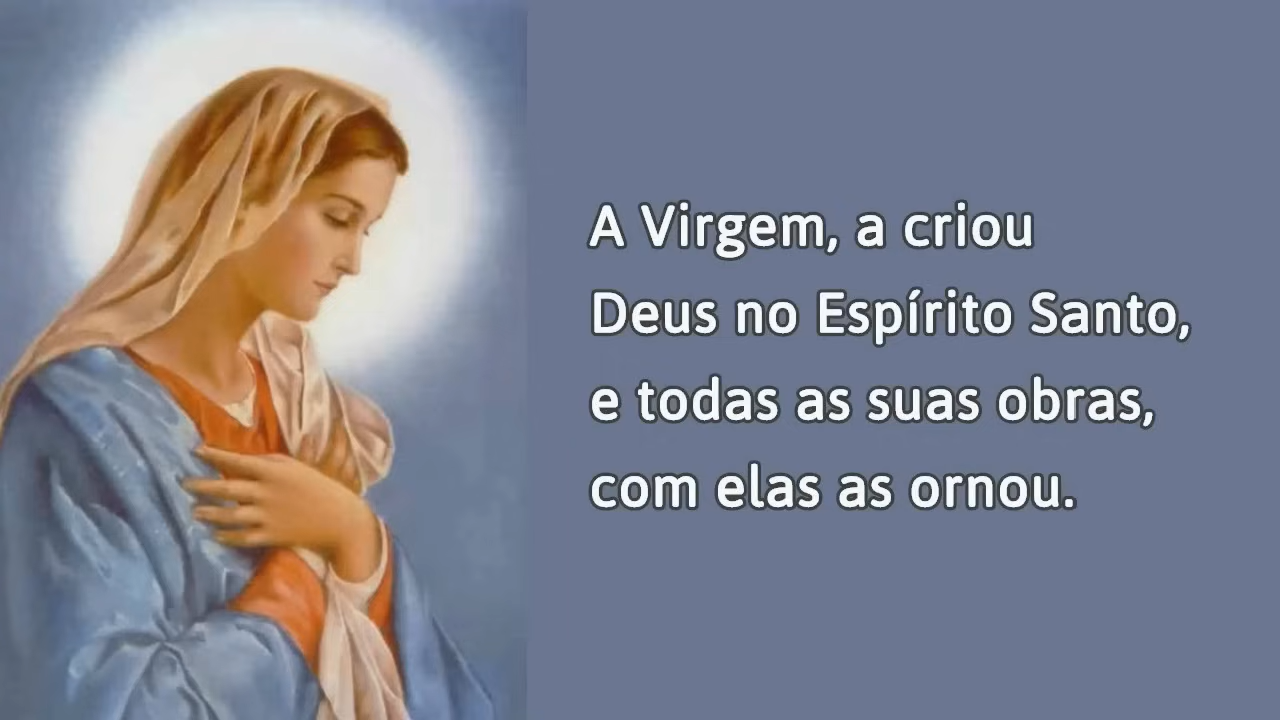 A Virgem, a criou
Deus no Espírito Santo,
e todas as suas obras,
com elas as ornou.